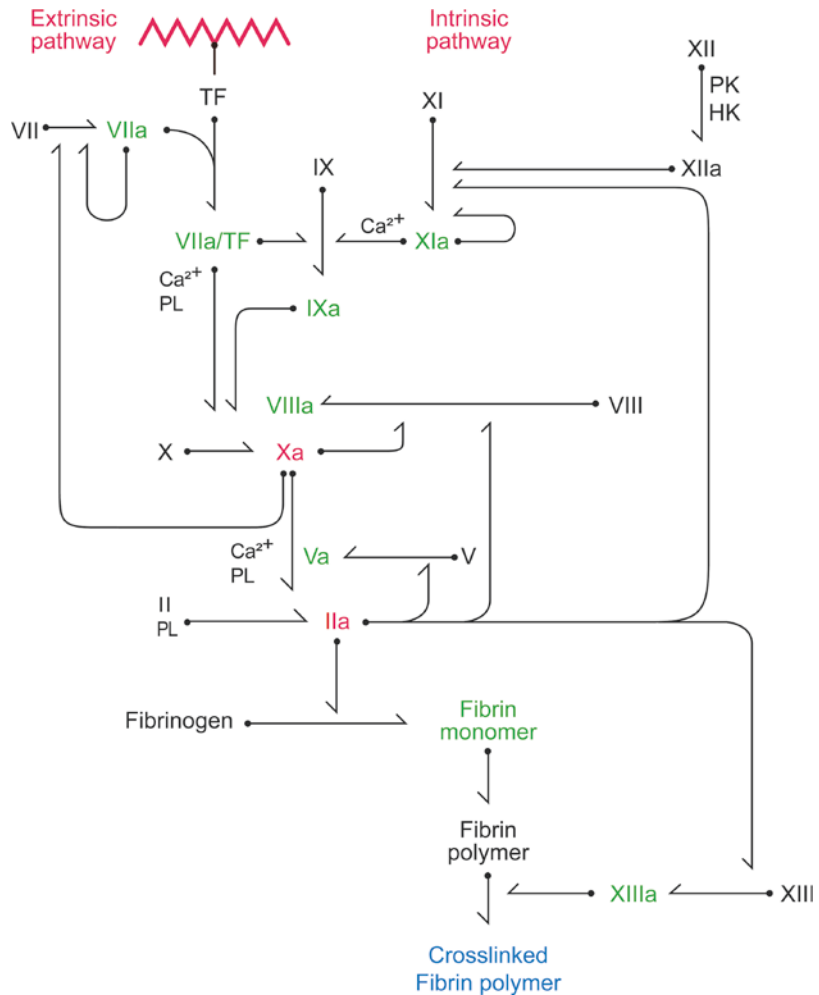 Extrinsic
pathway
Intrinsic
pathway
XII
PK
HK
TF
XI
VII
VIIa
IX
XIIa
VIIa/TF
Ca²⁺
XIa
Ca²⁺
PL
IXa
VIIIa
VIII
X
Xa
Ca²⁺
PL
Va
V
II
PL
IIa
Fibrinogen
Fibrin
monomer
Fibrin
polymer
XIIIa
XIII
Crosslinked
Fibrin polymer